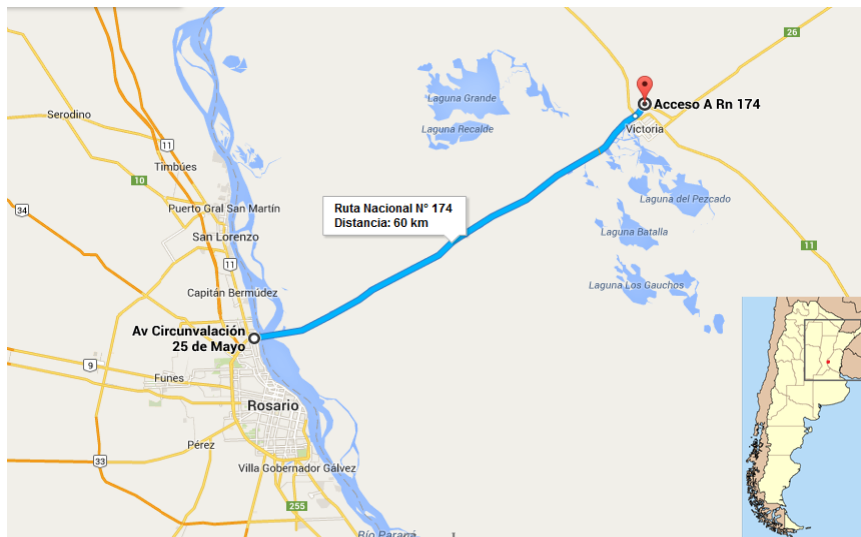 26
Laguna Grande
Serodino
Acceso A Rn 174
Laguna Recalde
Victoria
11
Timbúes
10
Laguna del Pezcado
34
Puerto Gral San Martín
Ruta Nacional N° 174
Distancia: 60 km
Laguna Batalla
San Lorenzo
11
11
Laguna Los Gauchos
Capitán Bermúdez
Av Circunvalación
25 de Mayo
9
Funes
Rosario
Pérez
33
Villa Gobernador Gálvez
255
Río Paraná